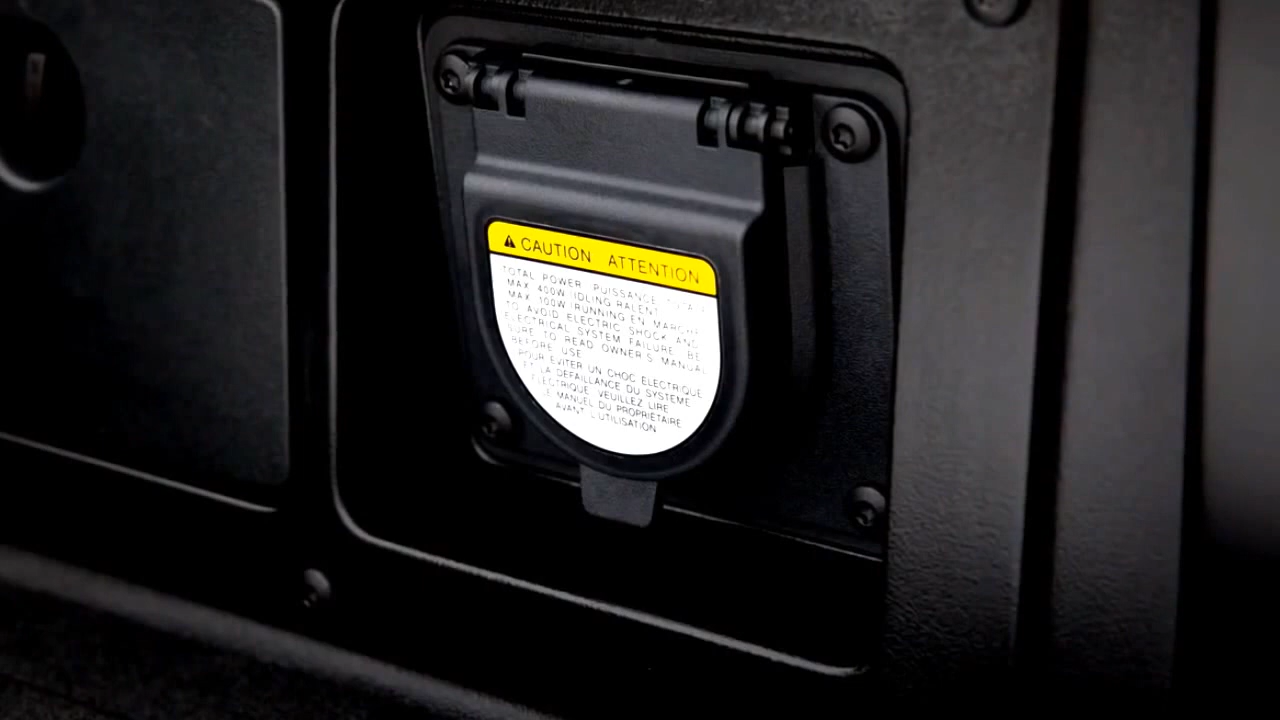 CAUTION ATTENTION
TOTAL POWER PUISSANCE TOTALE
MAX 400W IDLING RALENTI
MAX 100W RUNNING EN MARCHE
TO AVOID ELECTRIC SHOCK AND
ELECTRICAL SYSTEM FAILURE, BE
SURE TO READ OWNER'S MANUAL
BEFORE USE
POUR EVITER UN CHOC ELECTRIQUE
ET LA DEFAILLANCE DU SYSTEME
ELECTRIQUE VEUILLEZ LIRE
LE MANUEL DU PROPRIÉTAIRE
AVANT L'UTILISATION